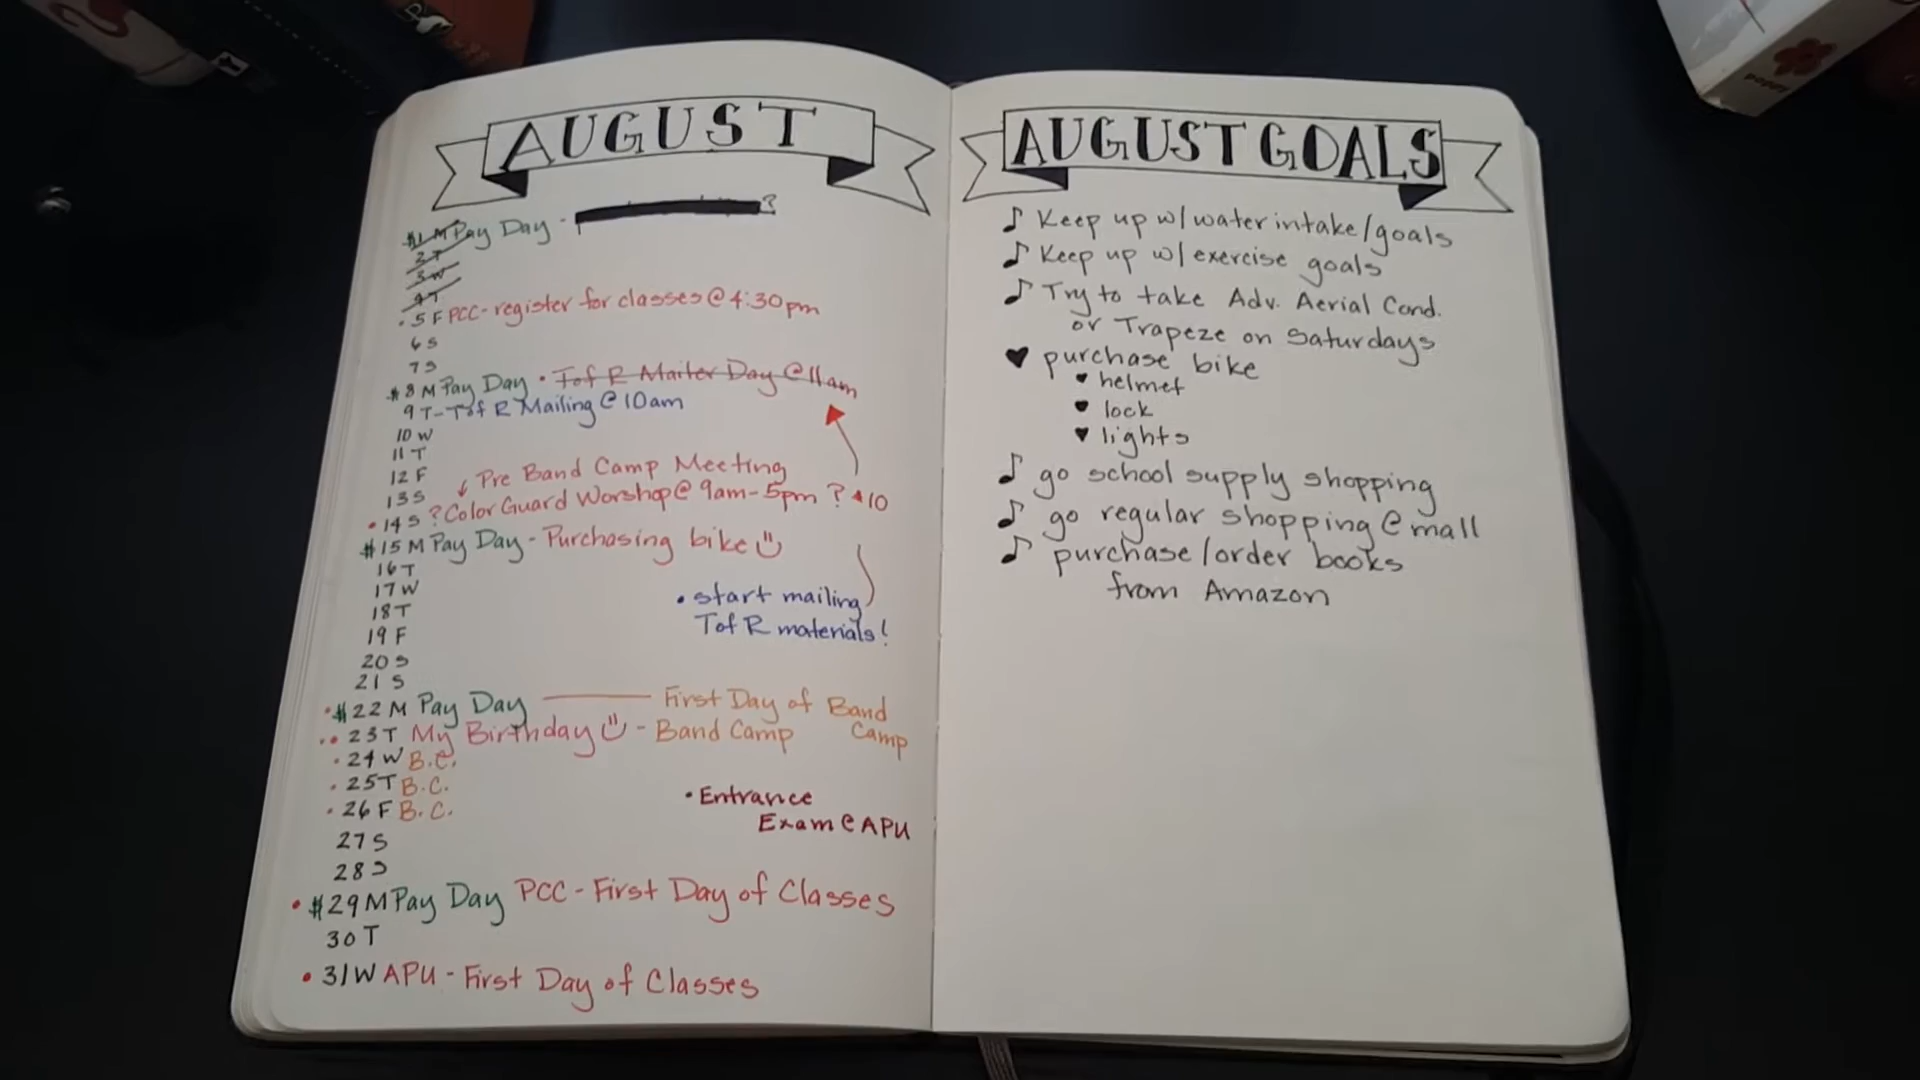 AUGUST
$1 M Pay Day -
2 T
3 W
4 T
• 5 F PCC - register for classes @ 4:30pm
6 S
7 S
$8 M Pay Day • T of R Mailer Day @ 11am
9 T - T of R Mailing @ 10am
10 W
11 T
12 F
Pre Band Camp Meeting
13 S
• 14 S ? Color Guard Worshop @ 9am - 5pm ? $10
$15 M Pay Day - Purchasing bike
16 T
17 W
18 T
• start mailing
T of R materials!
19 F
20 S
21 S
• $22 M Pay Day — First Day of Band Camp
•• 23 T My Birthday - Band Camp
• 24 W B.C.
• 25 T B.C.
• 26 F B.C.
• Entrance
Exam @ APU
27 S
28 S
• $29 M Pay Day PCC - First Day of Classes
30 T
• 31 W APU - First Day of Classes
AUGUST GOALS
♪ Keep up w/ water intake/goals
♪ Keep up w/ exercise goals
♪ Try to take Adv. Aerial Cond.
or Trapeze on Saturdays
♥ purchase bike
♥ helmet
♥ lock
♥ lights
♪ go school supply shopping
♪ go regular shopping @ mall
♪ purchase/order books
from Amazon
poppy